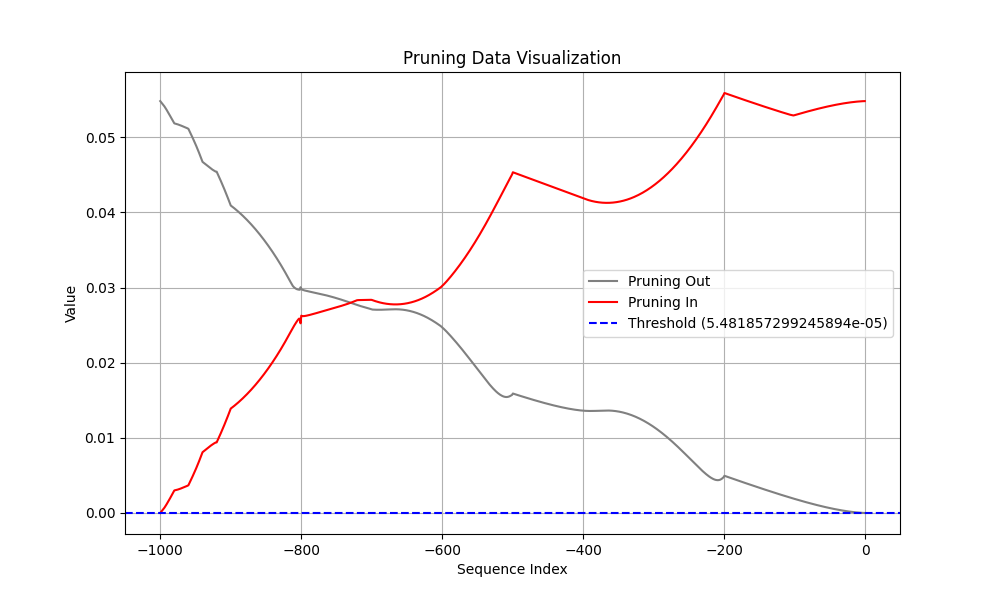 Pruning Data Visualization
Value
0.05
0.04
0.03
0.02
0.01
0.00
Pruning Out
Pruning In
Threshold (5.481857299245894e-05)
−1000
−800
−600
−400
−200
0
Sequence Index